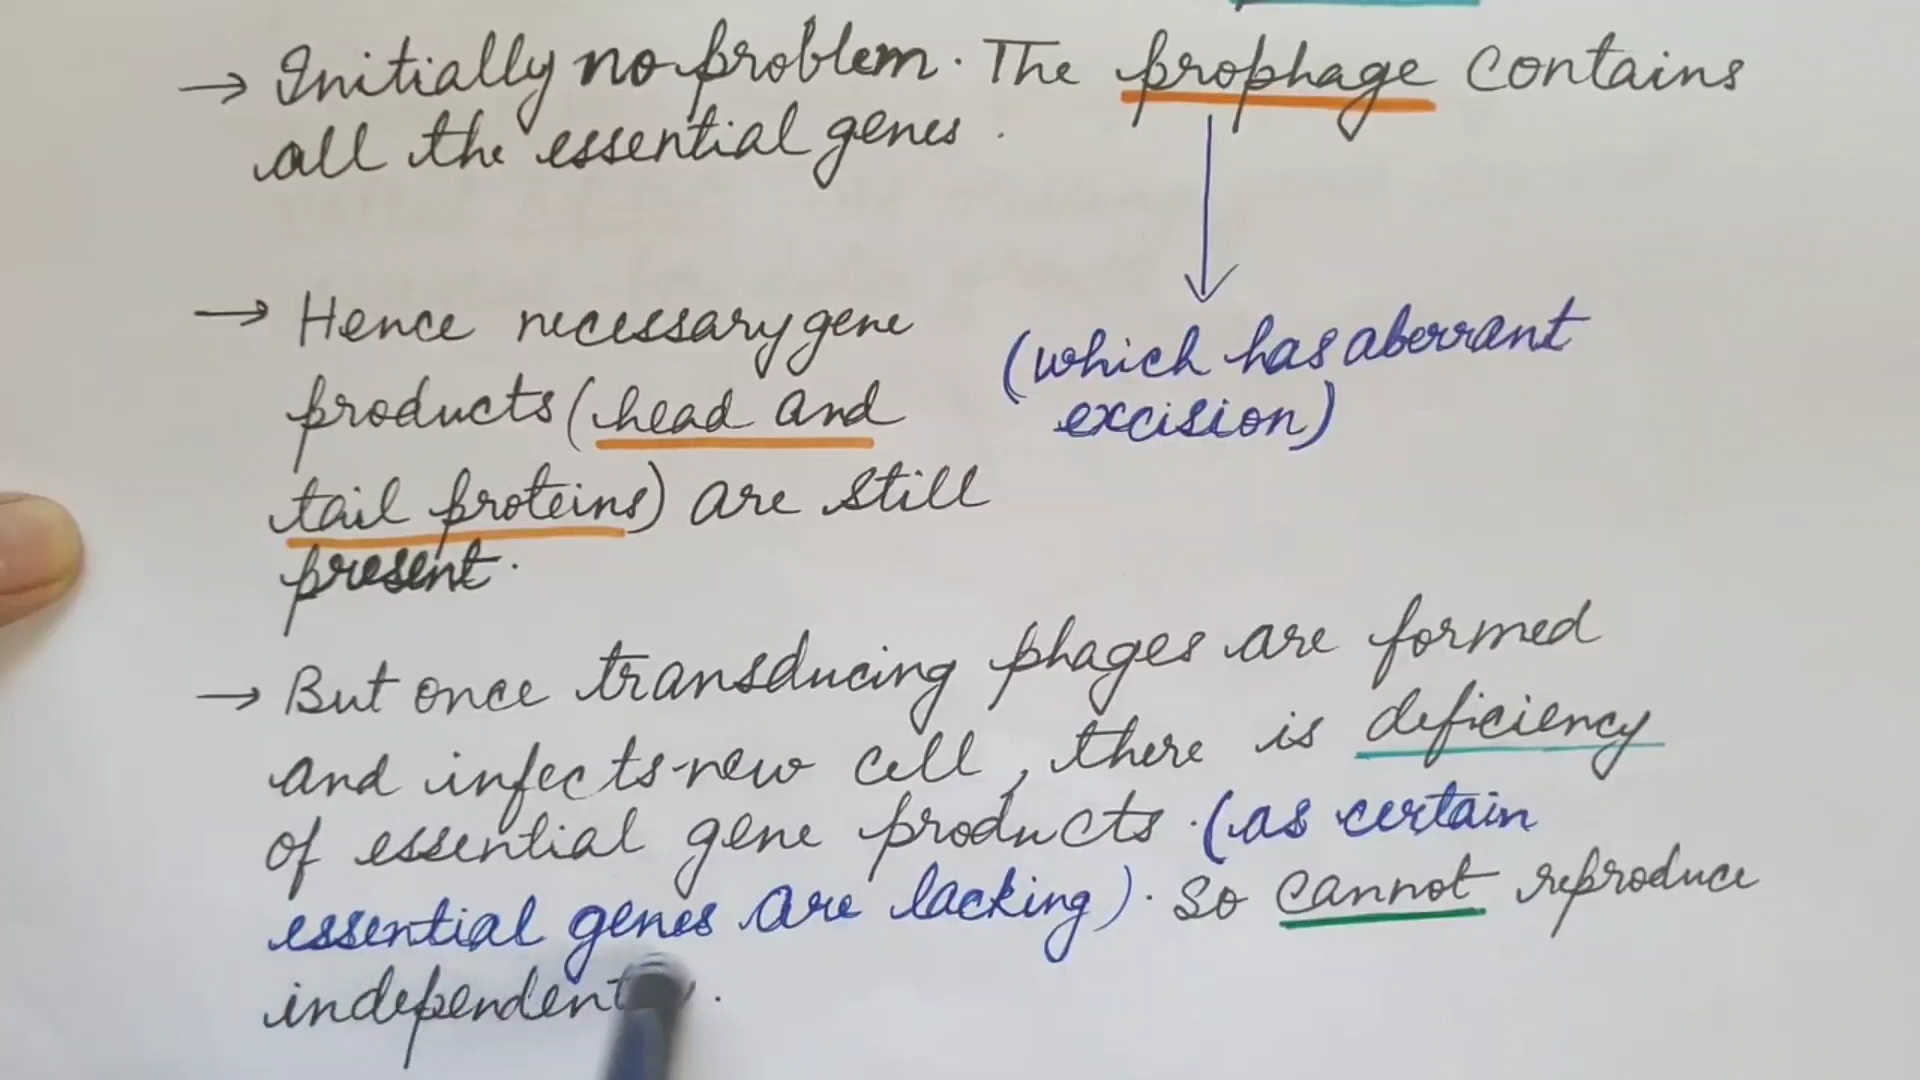 → Initially no problem. The prophage contains
all the essential genes.
→ Hence necessary gene
products (head and
tail proteins) are still
present.
(which has aberrant
excision)
→ But once transducing phages are formed
and infects new cell, there is deficiency
of essential gene products. (as certain
essential genes are lacking). So cannot reproduce